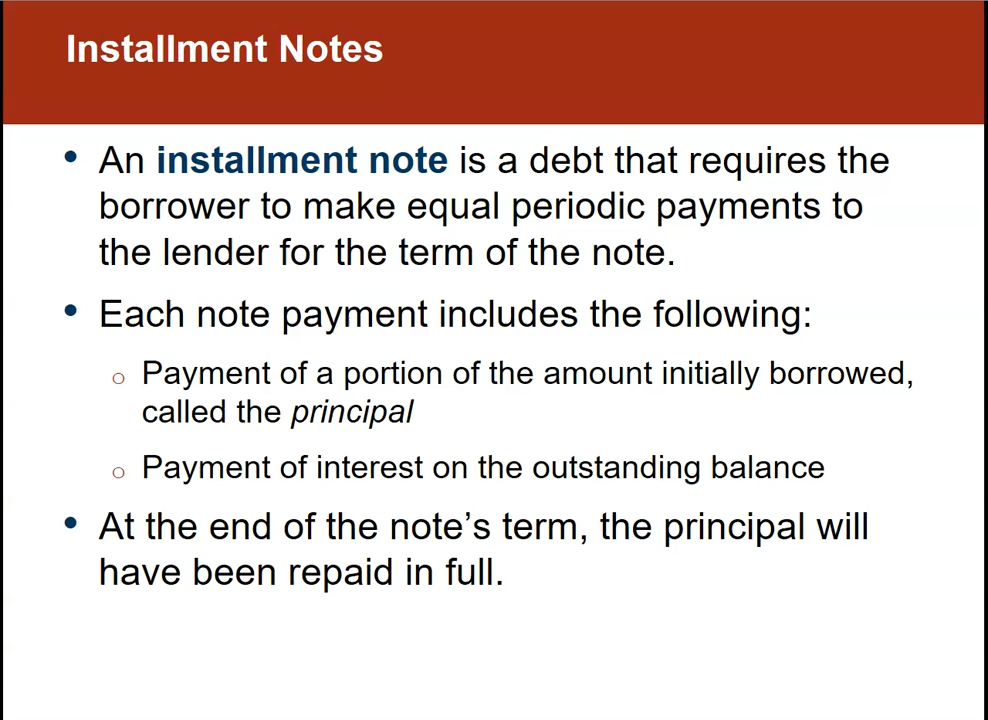 Installment Notes
• An installment note is a debt that requires the
borrower to make equal periodic payments to
the lender for the term of the note.
• Each note payment includes the following:
○ Payment of a portion of the amount initially borrowed,
called the principal
○ Payment of interest on the outstanding balance
• At the end of the note’s term, the principal will
have been repaid in full.